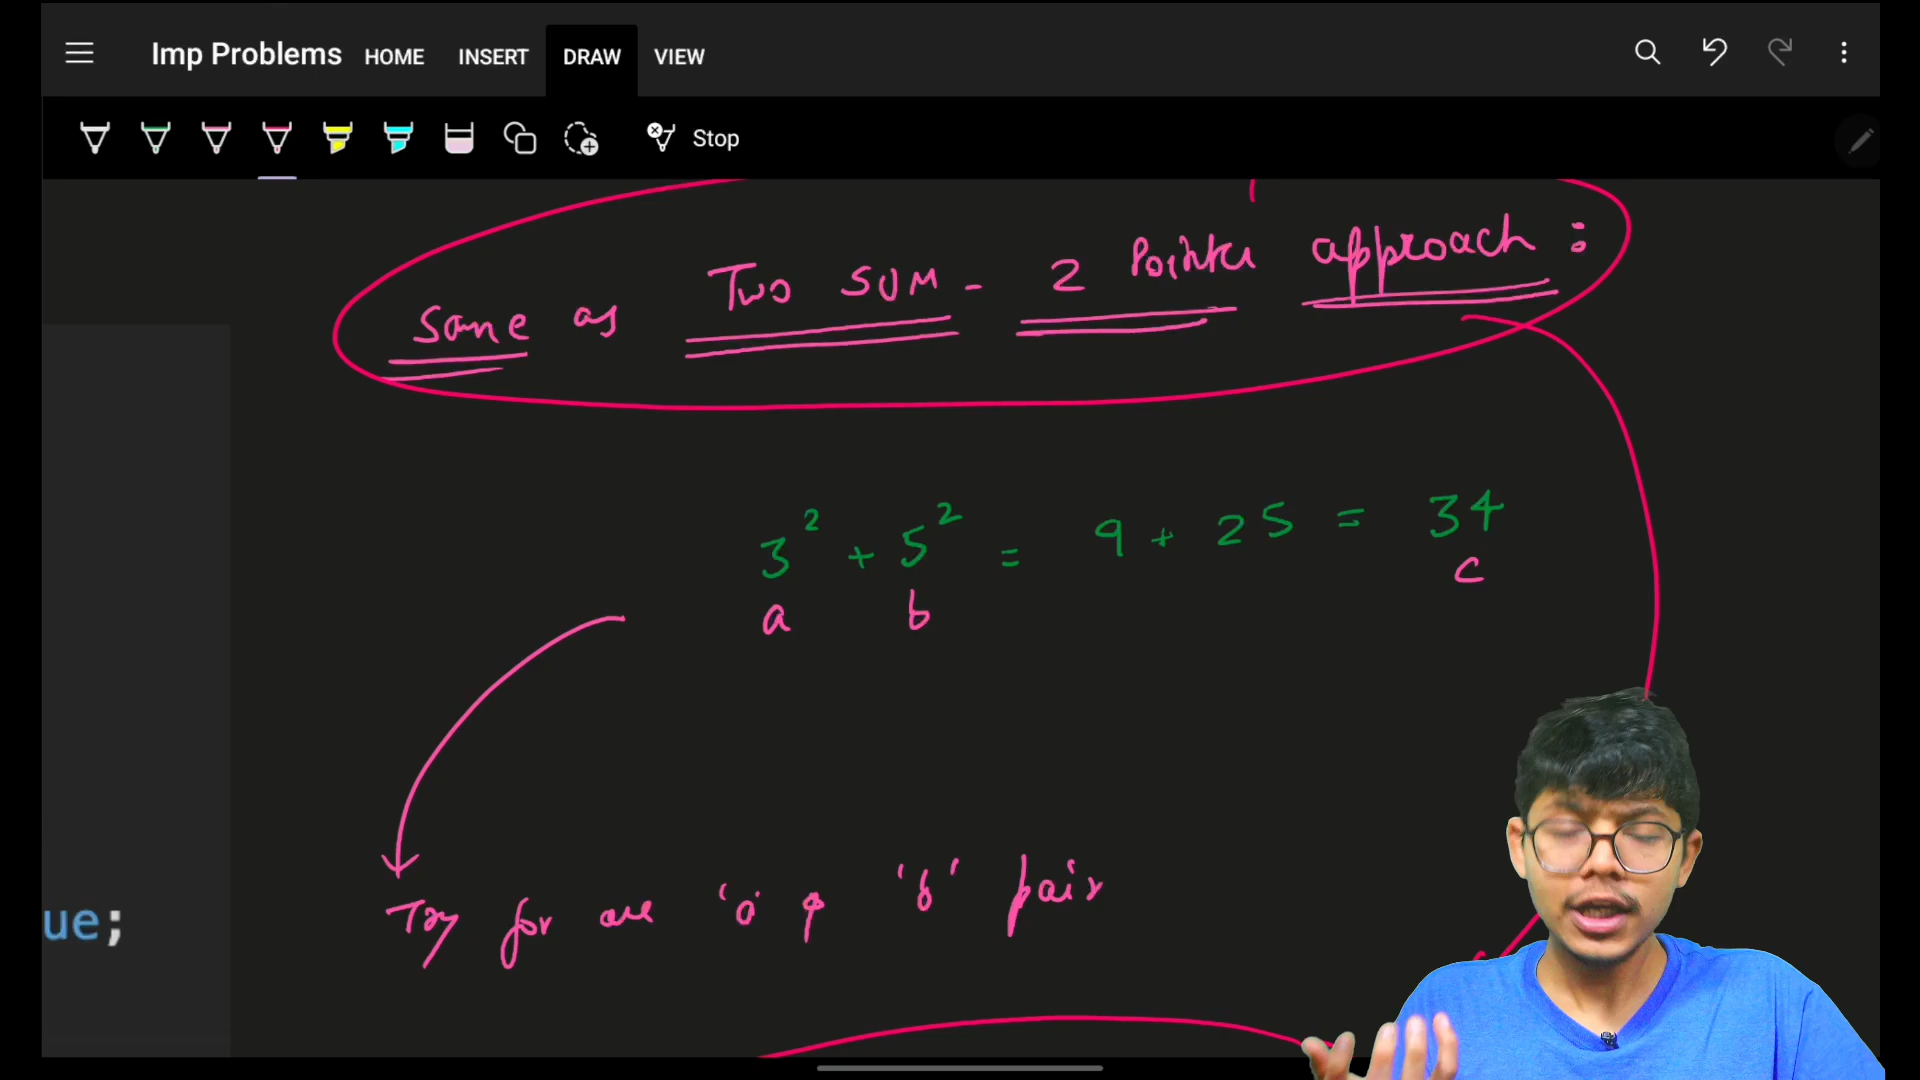 Imp Problems HOME INSERT DRAW VIEW
Stop
Same as Two SUM - 2 Pointer approach :
3² + 5² = 9 + 25 = 34
a b c
Try for all 'a' & 'b' pair
ue;